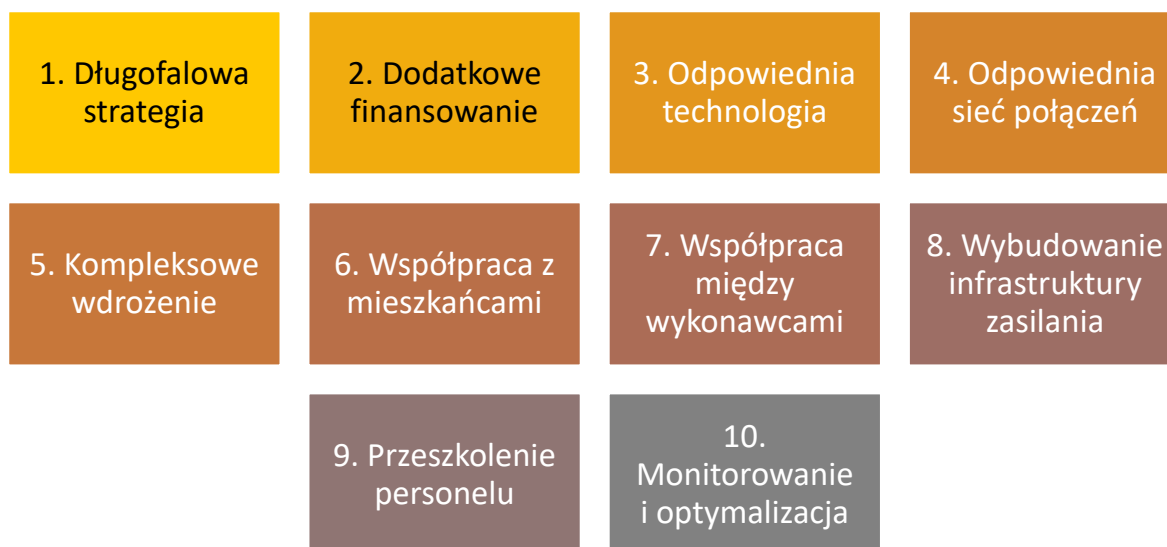 1. Długofalowa
strategia
2. Dodatkowe
finansowanie
3. Odpowiednia
technologia
4. Odpowiednia
sieć połączeń
5. Kompleksowe
wdrożenie
6. Współpraca z
mieszkańcami
7. Współpraca
między
wykonawcami
8. Wybudowanie
infrastruktury
zasilania
9. Przeszkolenie
personelu
10.
Monitorowanie
i optymalizacja